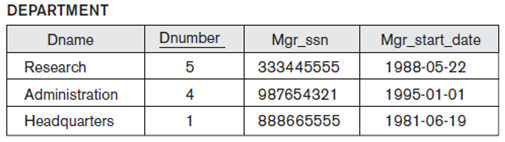 DEPARTMENT
Dname Dnumber Mgr_ssn Mgr_start_date
Research 5 333445555 1988-05-22
Administration 4 987654321 1995-01-01
Headquarters 1 888665555 1981-06-19